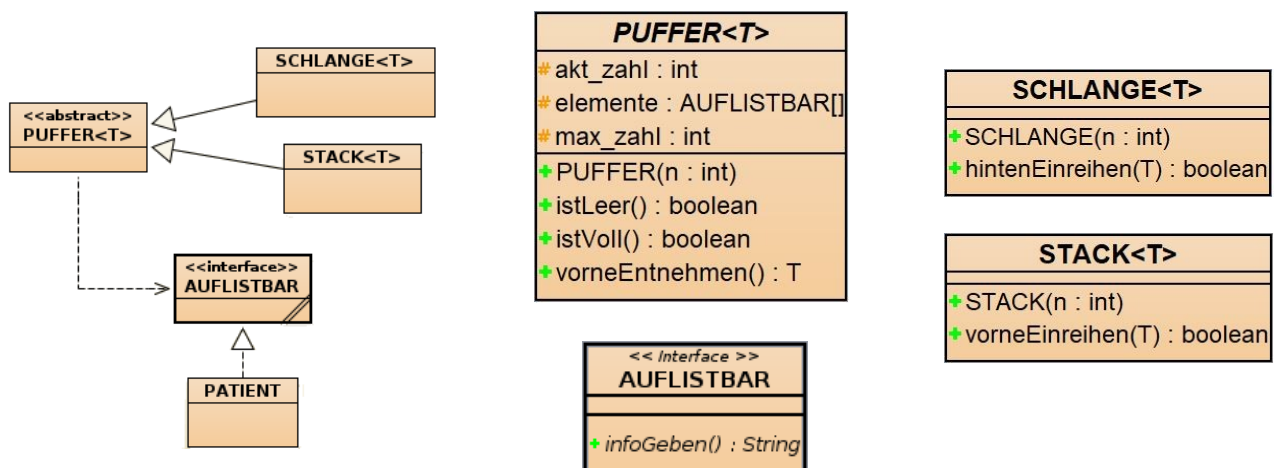 SCHLANGE<T>
<<abstract>>
PUFFER<T>
STACK<T>
<<interface>>
AUFLISTBAR
PATIENT
PUFFER<T>
# akt_zahl : int
# elemente : AUFLISTBAR[]
# max_zahl : int
+ PUFFER(n : int)
+ istLeer() : boolean
+ istVoll() : boolean
+ vorneEntnehmen() : T
<< Interface >>
AUFLISTBAR
+ infoGeben() : String
SCHLANGE<T>
+ SCHLANGE(n : int)
+ hintenEinreihen(T) : boolean
STACK<T>
+ STACK(n : int)
+ vorneEinreihen(T) : boolean